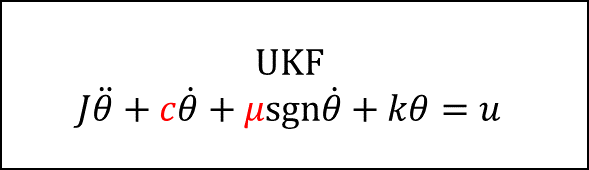 UKF
Jθ̈ + cθ̇ + μsgnθ̇ + kθ = u